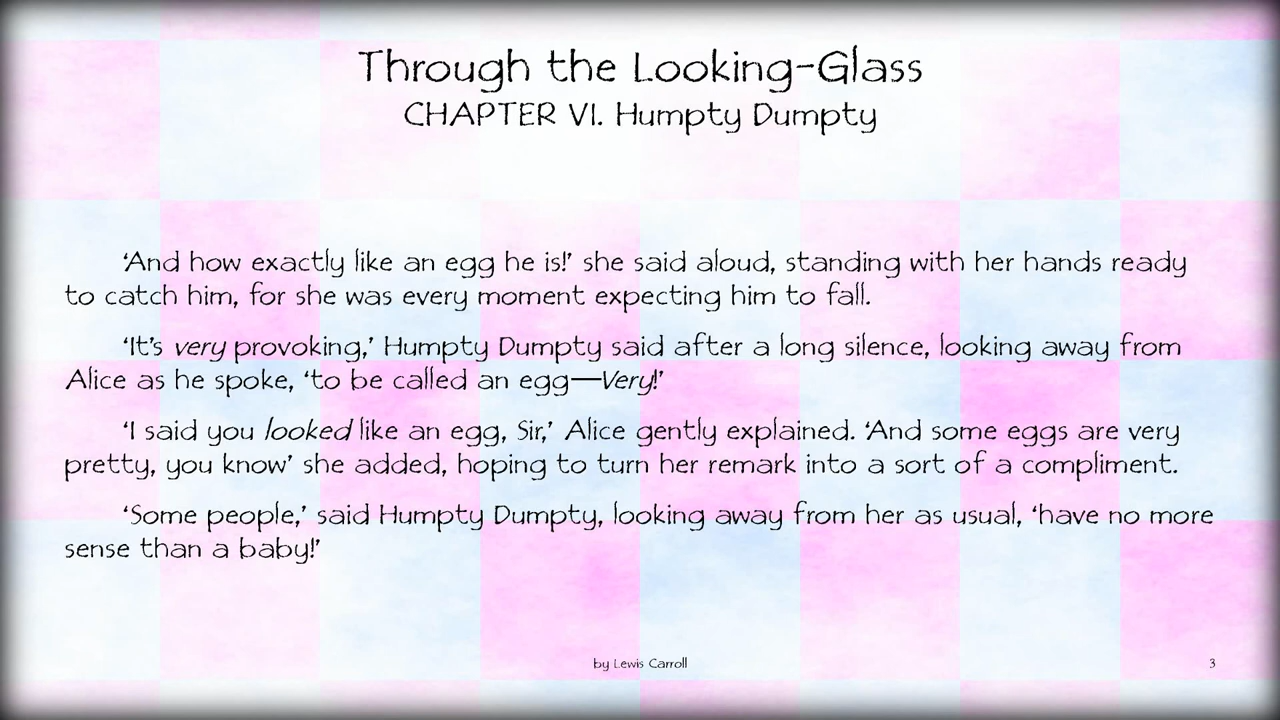 Through the Looking-Glass
CHAPTER VI. Humpty Dumpty
‘And how exactly like an egg he is!’ she said aloud, standing with her hands ready
to catch him, for she was every moment expecting him to fall.
‘It’s very provoking,’ Humpty Dumpty said after a long silence, looking away from
Alice as he spoke, ‘to be called an egg—Very!’
‘I said you looked like an egg, Sir,’ Alice gently explained. ‘And some eggs are very
pretty, you know’ she added, hoping to turn her remark into a sort of a compliment.
‘Some people,’ said Humpty Dumpty, looking away from her as usual, ‘have no more
sense than a baby!’
by Lewis Carroll
3